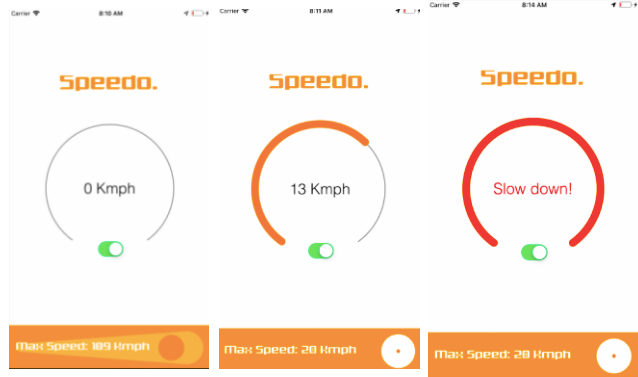 Carrier 8:10 AM
Speedo.
0 Kmph
Max Speed: 109 Kmph
Carrier 8:11 AM
Speedo.
13 Kmph
Max Speed: 20 Kmph
Carrier 8:14 AM
Speedo.
Slow down!
Max Speed: 20 Kmph